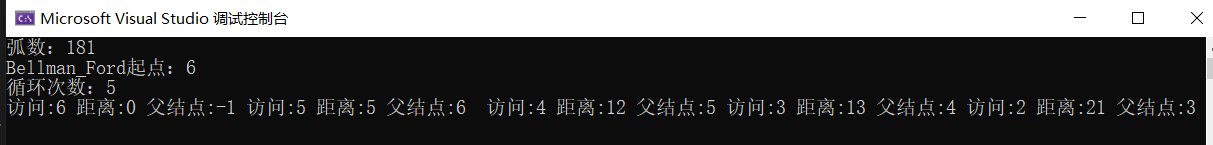 Microsoft Visual Studio 调试控制台
弧数：181
Bellman_Ford起点：6
循环次数：5
访问:6 距离:0 父结点:-1 访问:5 距离:5 父结点:6  访问:4 距离:12 父结点:5 访问:3 距离:13 父结点:4 访问:2 距离:21 父结点:3